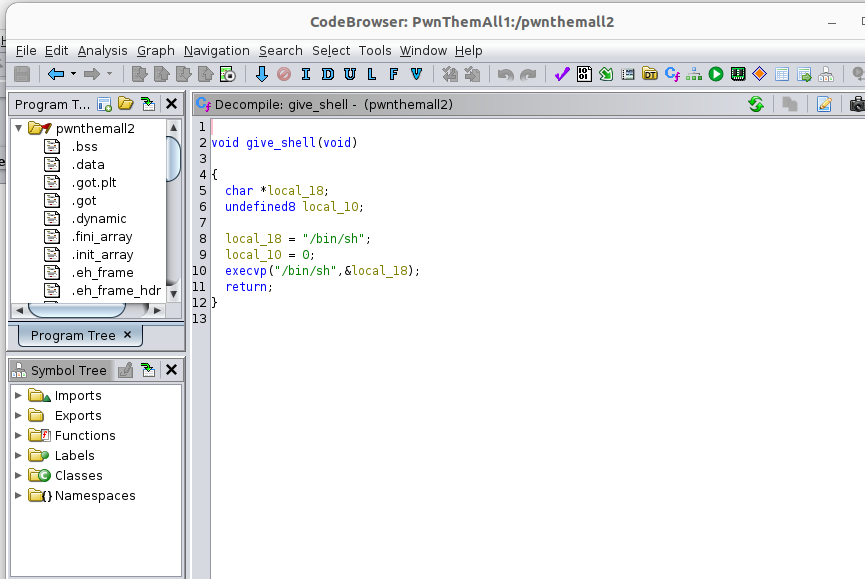 CodeBrowser: PwnThemAll1:/pwnthemall2
File Edit Analysis Graph Navigation Search Select Tools Window Help
I D U L F V
Program T...
pwnthemall2
.bss
.data
.got.plt
.got
.dynamic
.fini_array
.init_array
.eh_frame
.eh_frame_hdr
Program Tree ×
Symbol Tree
Imports
Exports
Functions
Labels
Classes
Namespaces
Decompile: give_shell - (pwnthemall2)
1
2 void give_shell(void)
3
4 {
5 char *local_18;
6 undefined8 local_10;
7
8 local_18 = "/bin/sh";
9 local_10 = 0;
10 execvp("/bin/sh",&local_18);
11 return;
12 }
13